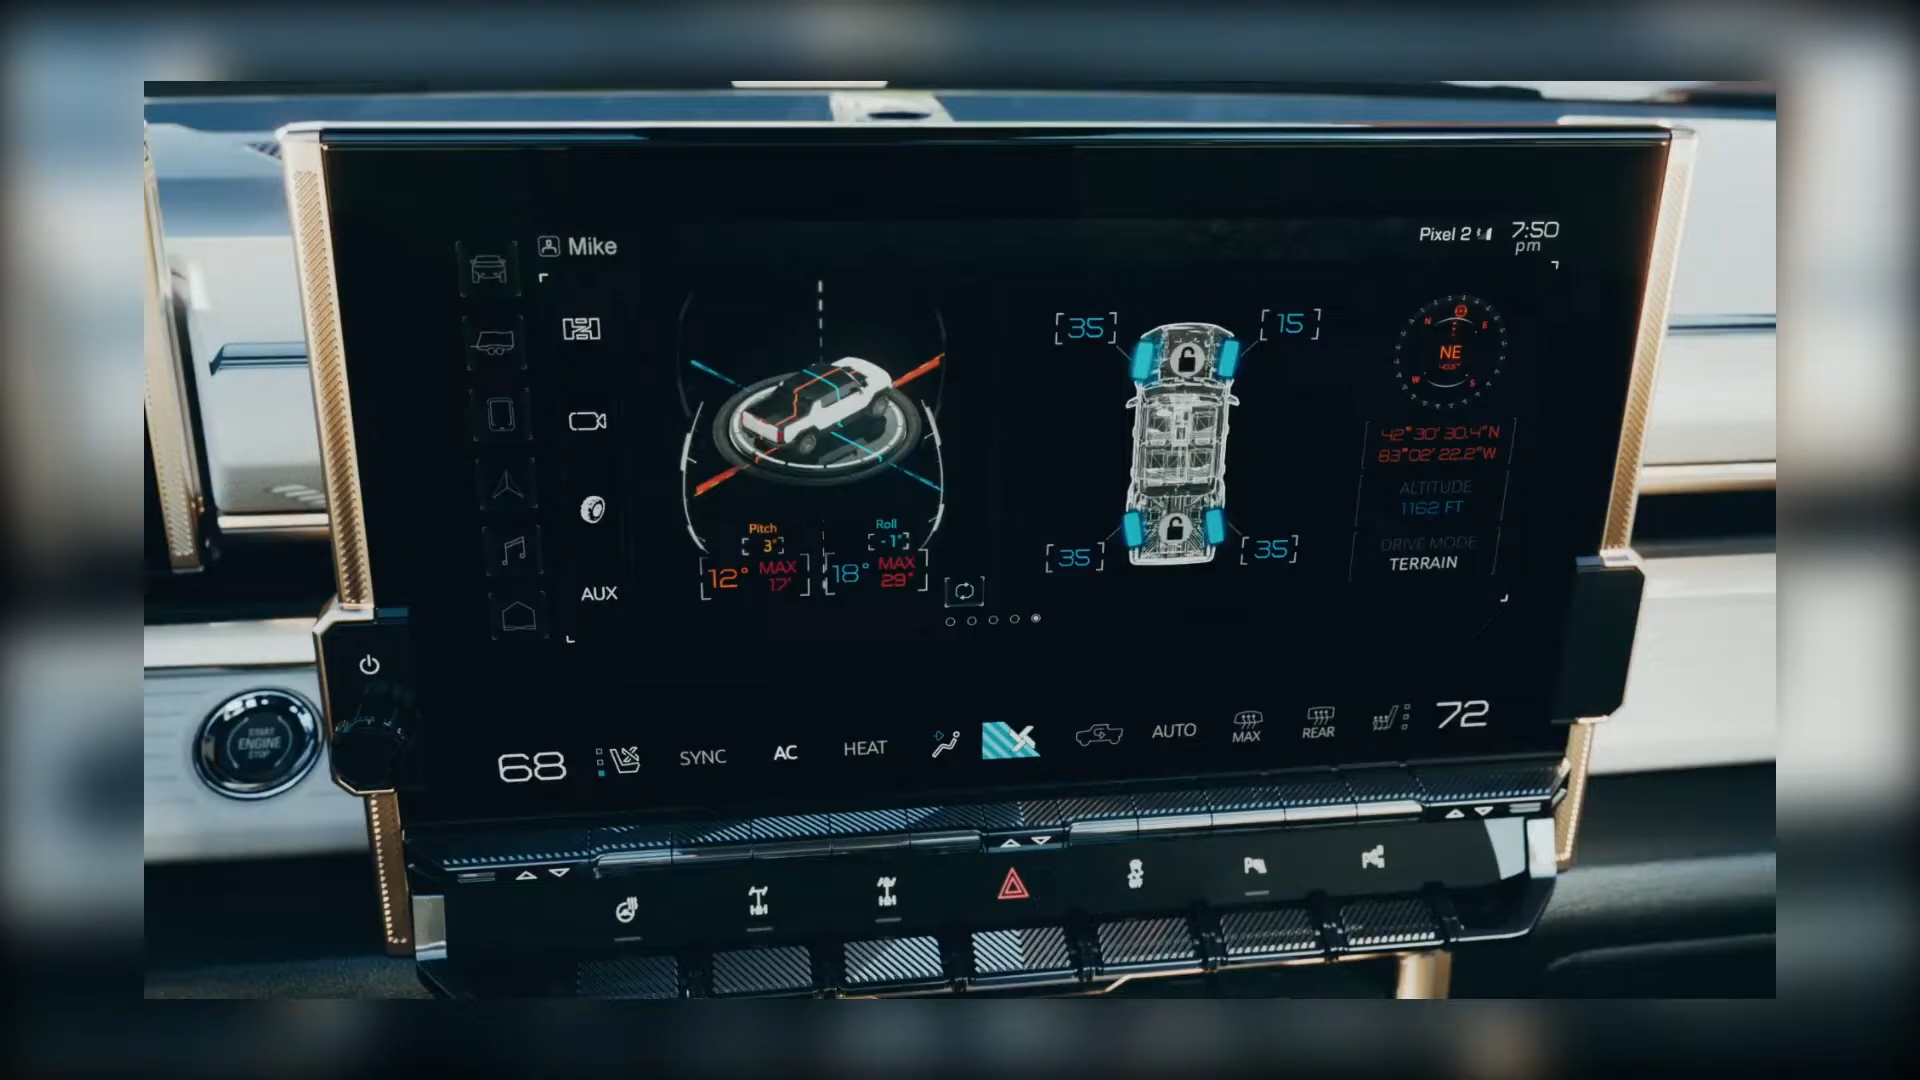 Mike
Pixel 2
7:50
pm
35
15
N
E
NE
W
S
42° 30' 30.4"N
83° 02' 22.2"W
ALTITUDE
1162 FT
DRIVE MODE
TERRAIN
Pitch
3°
Roll
-1°
12° MAX
17°
18° MAX
29°
35
35
AUX
START
ENGINE
STOP
68
SYNC
AC
HEAT
AUTO
MAX
REAR
72